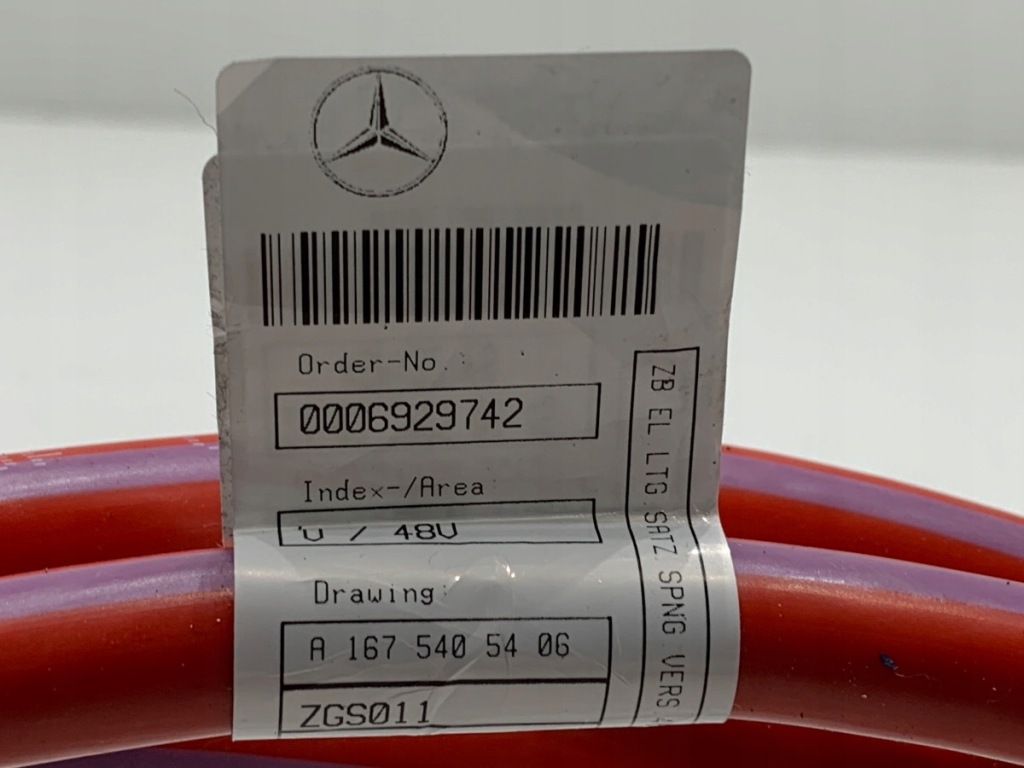 Order-No.:
0006929742
Index-/Area
U / 48V
Drawing:
A 167 540 54 06
ZGS011
ZB EL.LTG SATZ SPNG.VERS